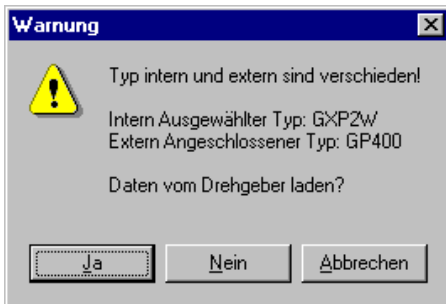 Warnung
Typ intern und extern sind verschieden!
Intern Ausgewählter Typ: GXP2W
Extern Angeschlossener Typ: GP400
Daten vom Drehgeber laden?
Ja
Nein
Abbrechen